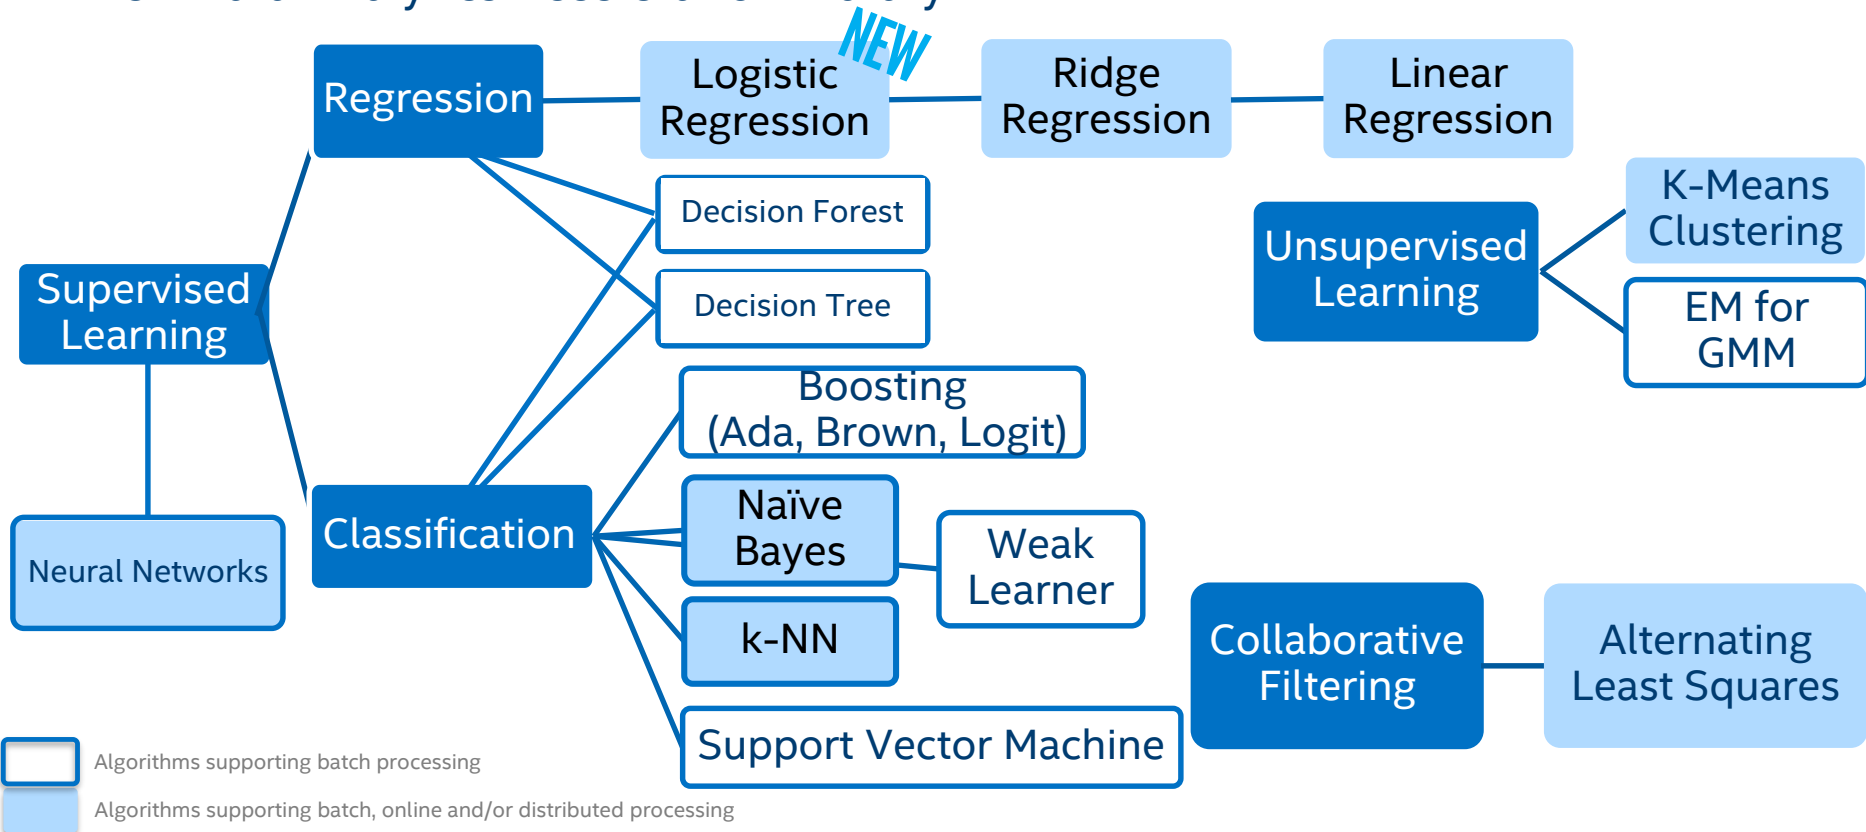 NEW
Regression
Logistic
Regression
Ridge
Regression
Linear
Regression
Decision Forest
Decision Tree
Supervised
Learning
Unsupervised
Learning
K-Means
Clustering
EM for
GMM
Boosting
(Ada, Brown, Logit)
Neural Networks
Classification
Naïve
Bayes
Weak
Learner
k-NN
Support Vector Machine
Collaborative
Filtering
Alternating
Least Squares
Algorithms supporting batch processing
Algorithms supporting batch, online and/or distributed processing